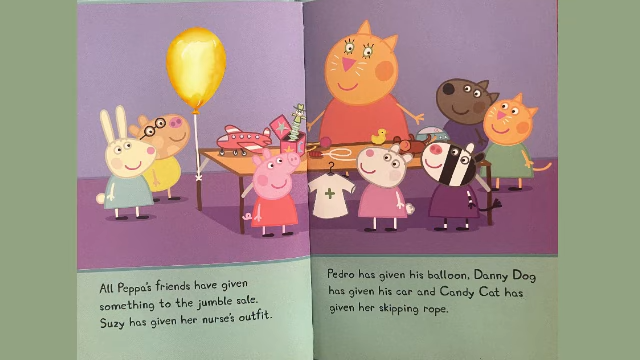 All Peppa's friends have given
something to the jumble sale.
Suzy has given her nurse's outfit.
Pedro has given his balloon, Danny Dog
has given his car and Candy Cat has
given her skipping rope.